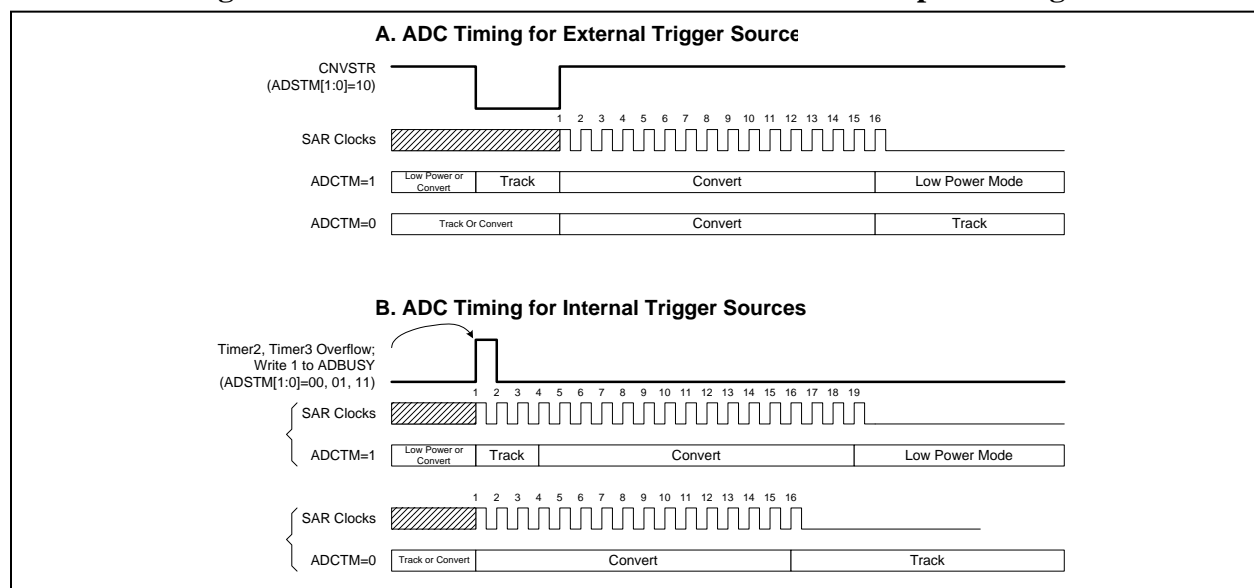 A. ADC Timing for External Trigger Source
CNVSTR
(ADSTM[1:0]=10)
1 2 3 4 5 6 7 8 9 10 11 12 13 14 15 16
SAR Clocks
ADCTM=1
Low Power or
Convert
Track
Convert
Low Power Mode
ADCTM=0
Track Or Convert
Convert
Track
B. ADC Timing for Internal Trigger Sources
Timer2, Timer3 Overflow;
Write 1 to ADBUSY
(ADSTM[1:0]=00, 01, 11)
1 2 3 4 5 6 7 8 9 10 11 12 13 14 15 16 17 18 19
SAR Clocks
ADCTM=1
Low Power or
Convert
Track
Convert
Low Power Mode
1 2 3 4 5 6 7 8 9 10 11 12 13 14 15 16
SAR Clocks
ADCTM=0
Track or Convert
Convert
Track